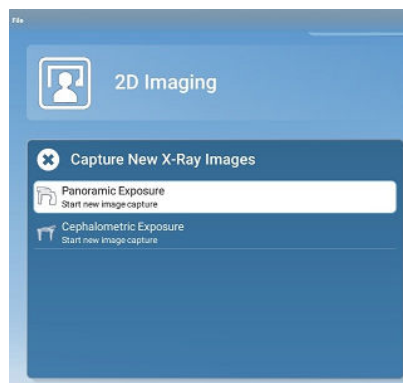 File
2D Imaging
Capture New X-Ray Images
Panoramic Exposure
Start new image capture
Cephalometric Exposure
Start new image capture